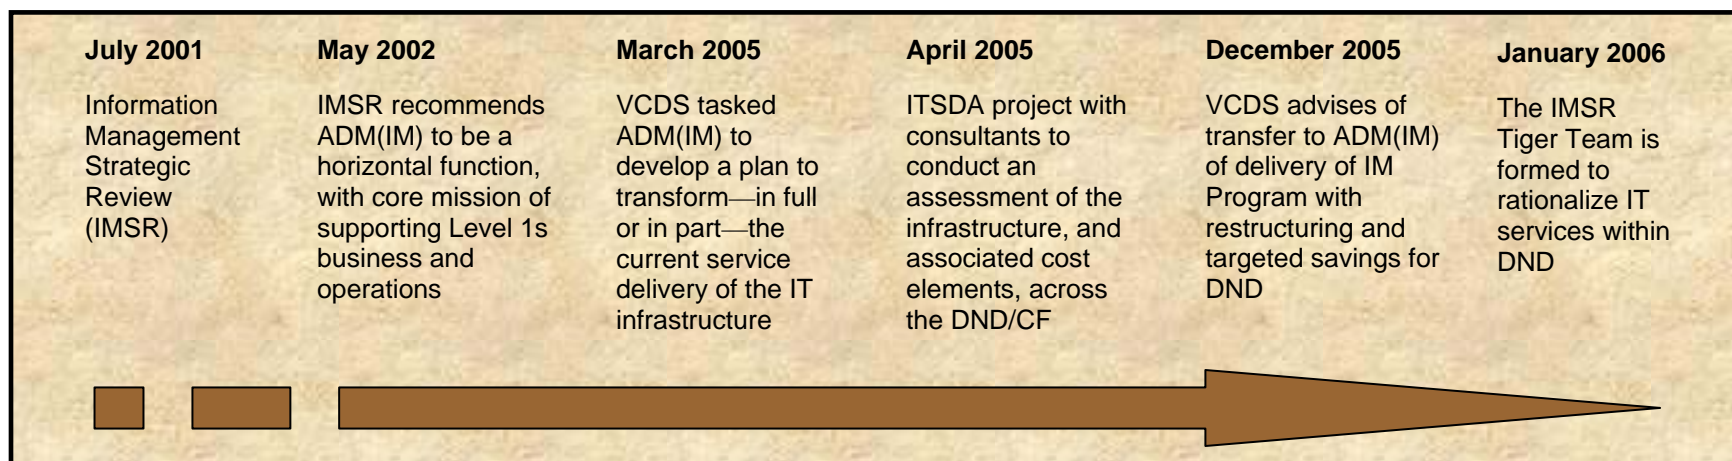 July 2001
Information
Management
Strategic
Review
(IMSR)
May 2002
IMSR recommends
ADM(IM) to be a
horizontal function,
with core mission of
supporting Level 1s
business and
operations
March 2005
VCDS tasked
ADM(IM) to
develop a plan to
transform—in full
or in part—the
current service
delivery of the IT
infrastructure
April 2005
ITSDA project with
consultants to
conduct an
assessment of the
infrastructure, and
associated cost
elements, across
the DND/CF
December 2005
VCDS advises of
transfer to ADM(IM)
of delivery of IM
Program with
restructuring and
targeted savings for
DND
January 2006
The IMSR
Tiger Team is
formed to
rationalize IT
services within
DND